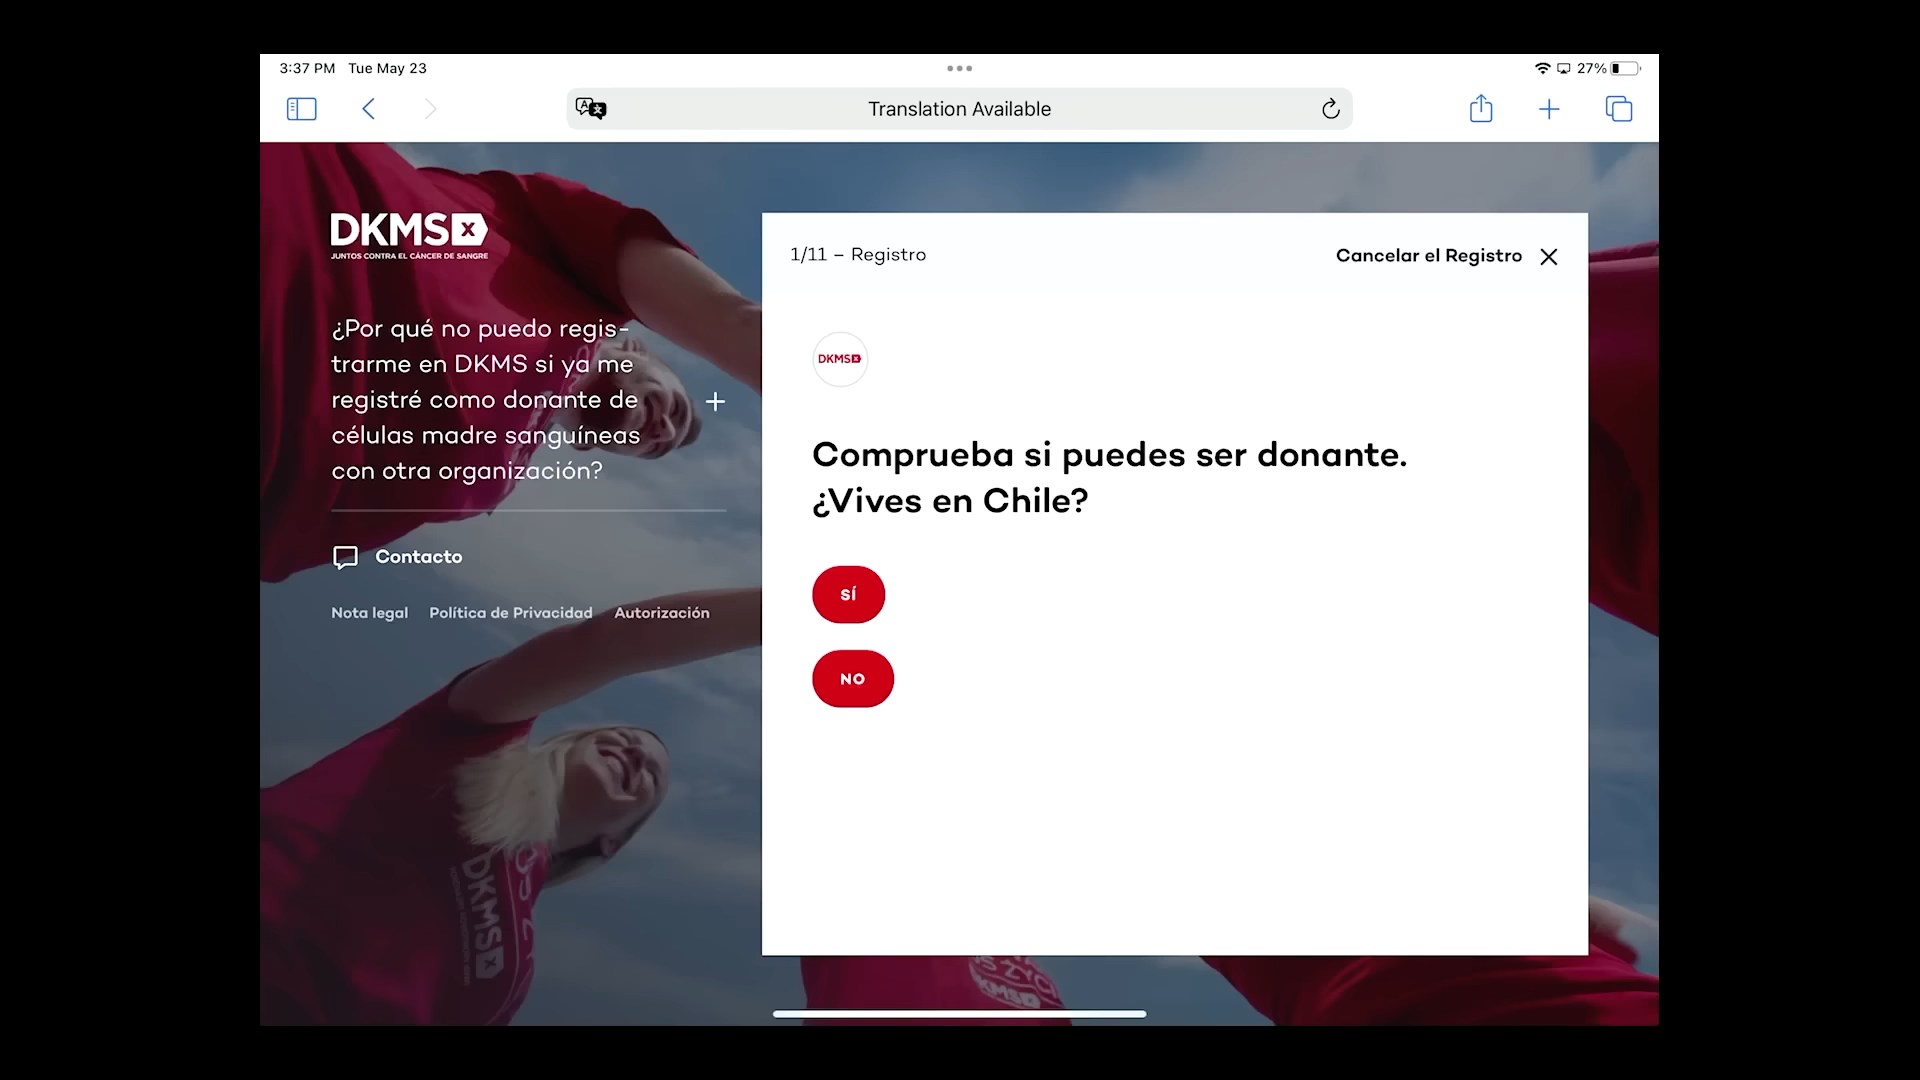 3:37 PM Tue May 23
27%
Translation Available
DKMS
JUNTOS CONTRA EL CÁNCER DE SANGRE
¿Por qué no puedo regis-
trarme en DKMS si ya me
registré como donante de
células madre sanguíneas
con otra organización?
Contacto
Nota legal Política de Privacidad Autorización
1/11 – Registro
Cancelar el Registro
DKMS
Comprueba si puedes ser donante.
¿Vives en Chile?
SÍ
NO
DKMS
DKMS